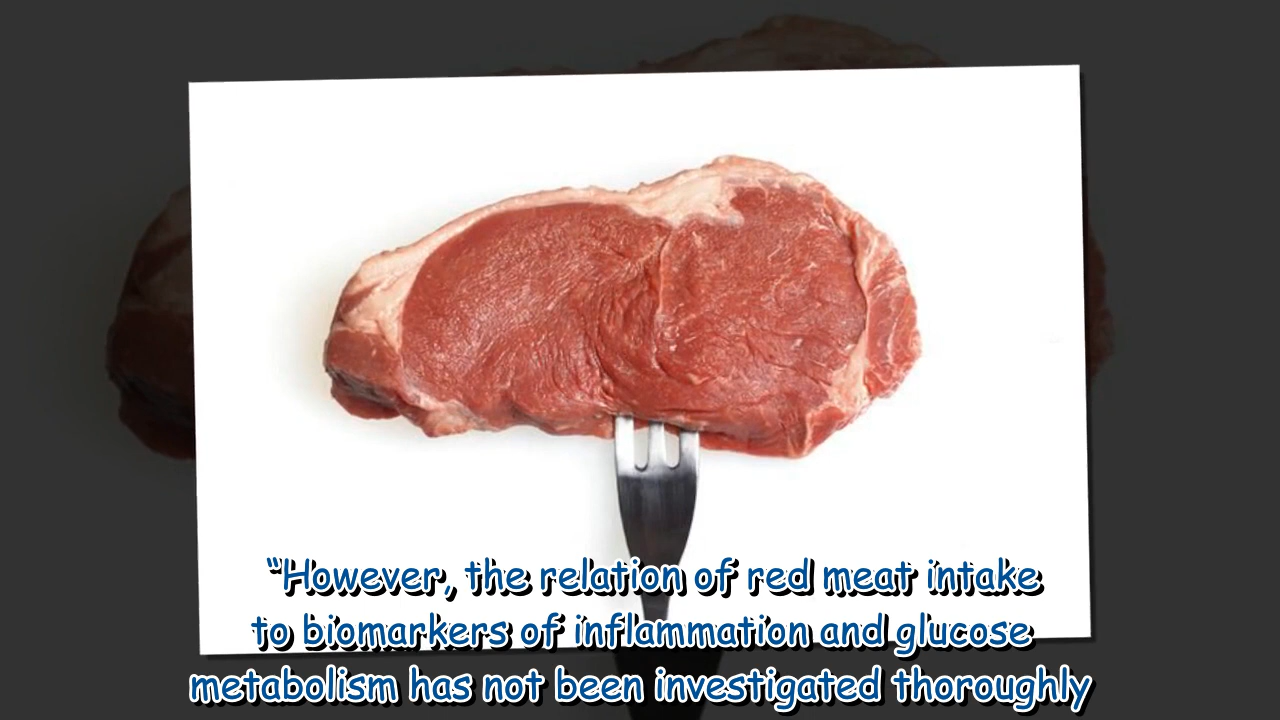 “However, the relation of red meat intake
to biomarkers of inflammation and glucose
metabolism has not been investigated thoroughly